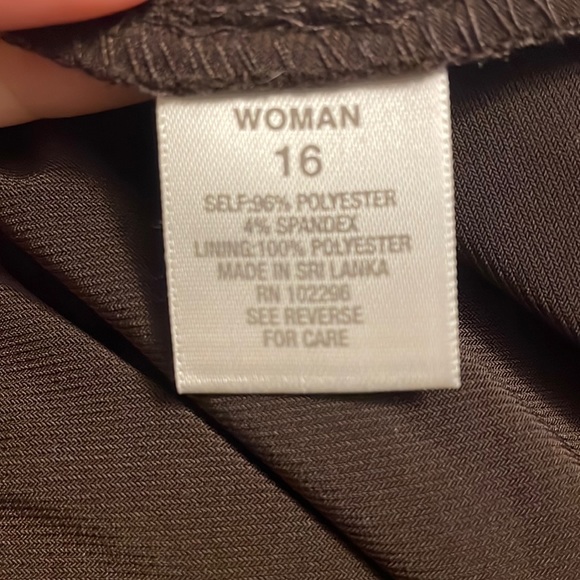 WOMAN
16
SELF:96% POLYESTER
4% SPANDEX
LINING:100% POLYESTER
MADE IN SRI LANKA
RN 102296
SEE REVERSE
FOR CARE